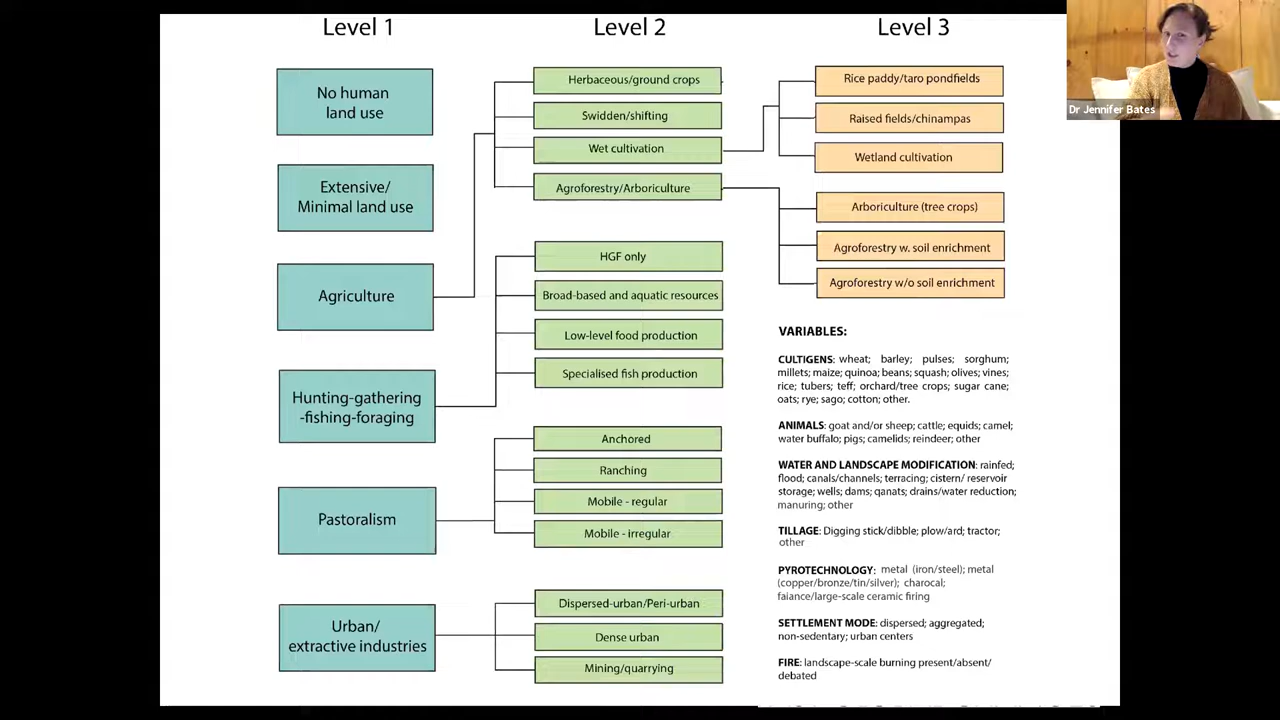 Level 1
Level 2
Level 3
No human
land use
Extensive/
Minimal land use
Agriculture
Hunting-gathering
-fishing-foraging
Pastoralism
Urban/
extractive industries
Herbaceous/ground crops
Swidden/shifting
Wet cultivation
Agroforestry/Arboriculture
HGF only
Broad-based and aquatic resources
Low-level food production
Specialised fish production
Anchored
Ranching
Mobile - regular
Mobile - irregular
Dispersed-urban/Peri-urban
Dense urban
Mining/quarrying
Rice paddy/taro pondfields
Raised fields/chinampas
Wetland cultivation
Arboriculture (tree crops)
Agroforestry w. soil enrichment
Agroforestry w/o soil enrichment
VARIABLES:
CULTIGENS: wheat; barley; pulses; sorghum;
millets; maize; quinoa; beans; squash; olives; vines;
rice; tubers; teff; orchard/tree crops; sugar cane;
oats; rye; sago; cotton; other.
ANIMALS: goat and/or sheep; cattle; equids; camel;
water buffalo; pigs; camelids; reindeer; other
WATER AND LANDSCAPE MODIFICATION: rainfed;
flood; canals/channels; terracing; cistern/ reservoir
storage; wells; dams; qanats; drains/water reduction;
manuring; other
TILLAGE: Digging stick/dibble; plow/ard; tractor;
other
PYROTECHNOLOGY: metal (iron/steel); metal
(copper/bronze/tin/silver); charocal;
faiance/large-scale ceramic firing
SETTLEMENT MODE: dispersed; aggregated;
non-sedentary; urban centers
FIRE: landscape-scale burning present/absent/
debated
Dr Jennifer Bates